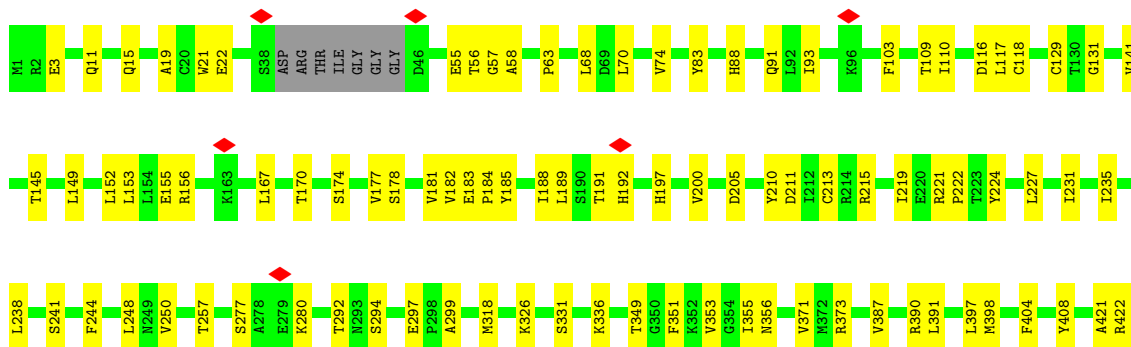 M1 R2 E3 Q11 Q15 A19 C20 W21 E22 S38 ASP ARG THR ILE GLY GLY GLY D46 E55 T56 G57 A58 P63 L68 D69 L70 V74 Y83 H88 Q91 L92 I93 K96 F103 T109 I110 D116 L117 C118 C129 T130 G131 V141
T145 L149 L152 L153 L154 E155 R156 K163 L167 T170 S174 V177 S178 V181 V182 E183 P184 Y185 I188 L189 S190 T191 H192 H197 V200 D205 Y210 D211 I212 C213 R214 R215 I219 E220 R221 P222 T223 Y224 L227 I231 I235
L238 S241 F244 L248 N249 V250 T257 S277 A278 E279 K280 T292 N293 S294 E297 P298 A299 M318 K326 S331 K336 T349 G350 F351 K352 V353 G354 I355 N356 V371 M372 R373 V387 R390 L391 L397 M398 F404 Y408 A421 R422